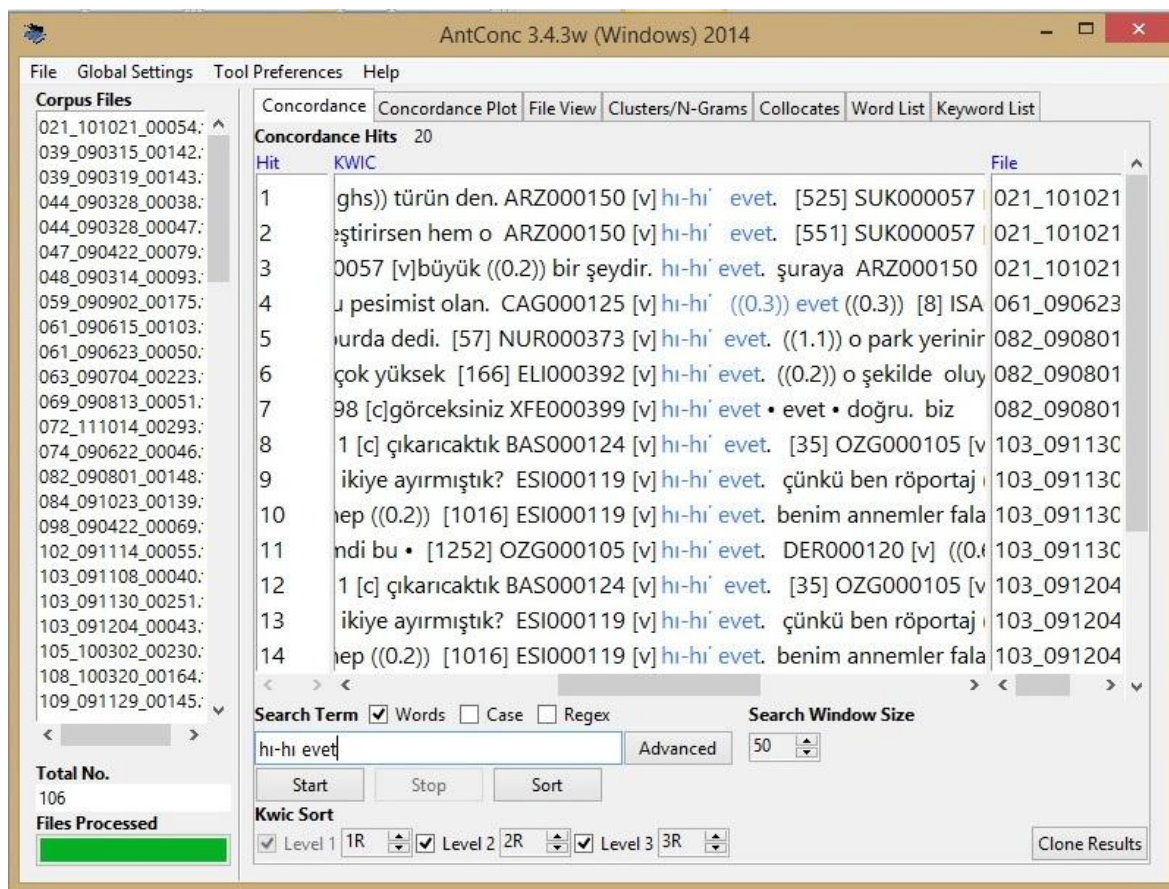 AntConc 3.4.3w (Windows) 2014
File Global Settings Tool Preferences Help
Corpus Files
021_101021_00054.
039_090315_00142.
039_090319_00143.
044_090328_00038.
044_090328_00047.
047_090422_00079.
048_090314_00093.
059_090902_00175.
061_090615_00103.
061_090623_00050.
063_090704_00223.
069_090813_00051.
072_111014_00293.
074_090622_00046.
082_090801_00148.
084_091023_00139.
098_090422_00069.
102_091114_00055.
103_091108_00040.
103_091130_00251.
103_091204_00043.
105_100302_00230.
108_100320_00164.
109_091129_00145.
Total No.
106
Files Processed
Concordance Concordance Plot File View Clusters/N-Grams Collocates Word List Keyword List
Concordance Hits 20
Hit KWIC File
1 ghs)) türün den. ARZ000150 [v] hı-hı˙ evet. [525] SUK000057 021_101021
2 eştirirsen hem o ARZ000150 [v] hı-hı˙ evet. [551] SUK000057 021_101021
3 0057 [v]büyük ((0.2)) bir şeydir. hı-hı˙ evet. şuraya ARZ000150 021_101021
4 u pesimist olan. CAG000125 [v] hı-hı˙ ((0.3)) evet ((0.3)) [8] ISA 061_090623
5 urda dedi. [57] NUR000373 [v] hı-hı˙ evet. ((1.1)) o park yerinin 082_090801
6 çok yüksek [166] ELI000392 [v] hı-hı˙ evet. ((0.2)) o şekilde oluy 082_090801
7 98 [c]görceksiniz XFE000399 [v] hı-hı˙ evet • evet • doğru. biz 082_090801
8 1 [c] çıkarıcaktık BAS000124 [v] hı-hı˙ evet. [35] OZG000105 [v 103_091130
9 ikiye ayırmıştık? ESI000119 [v] hı-hı˙ evet. çünkü ben röportaj 103_091130
10 hep ((0.2)) [1016] ESI000119 [v] hı-hı˙ evet. benim annemler fala 103_091130
11 mdi bu • [1252] OZG000105 [v] hı-hı˙ evet. DER000120 [v] ((0.6 103_091130
12 1 [c] çıkarıcaktık BAS000124 [v] hı-hı˙ evet. [35] OZG000105 [v 103_091204
13 ikiye ayırmıştık? ESI000119 [v] hı-hı˙ evet. çünkü ben röportaj 103_091204
14 hep ((0.2)) [1016] ESI000119 [v] hı-hı˙ evet. benim annemler fala 103_091204
Search Term Words Case Regex Search Window Size
hı-hı evet Advanced 50
Start Stop Sort
Kwic Sort
Level 1 1R Level 2 2R Level 3 3R Clone Results